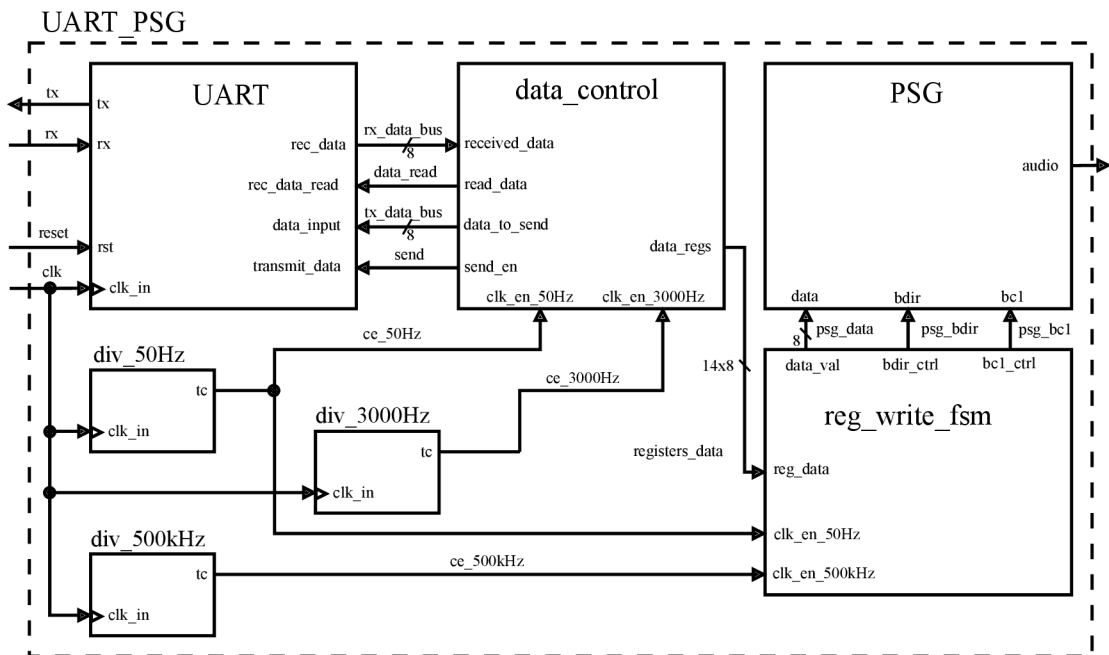 UART_PSG
UART
data_control
PSG
tx
tx
rx
rx
reset
rst
clk
clk_in
rec_data
rec_data_read
data_input
transmit_data
rx_data_bus
8
data_read
tx_data_bus
8
send
received_data
read_data
data_to_send
send_en
data_regs
clk_en_50Hz
clk_en_3000Hz
audio
data
bdir
bc1
8
psg_data
psg_bdir
psg_bc1
data_val
bdir_ctrl
bc1_ctrl
reg_write_fsm
reg_data
clk_en_50Hz
clk_en_500kHz
ce_50Hz
div_50Hz
tc
clk_in
ce_3000Hz
div_3000Hz
tc
clk_in
14x8
registers_data
div_500kHz
tc
clk_in
ce_500kHz